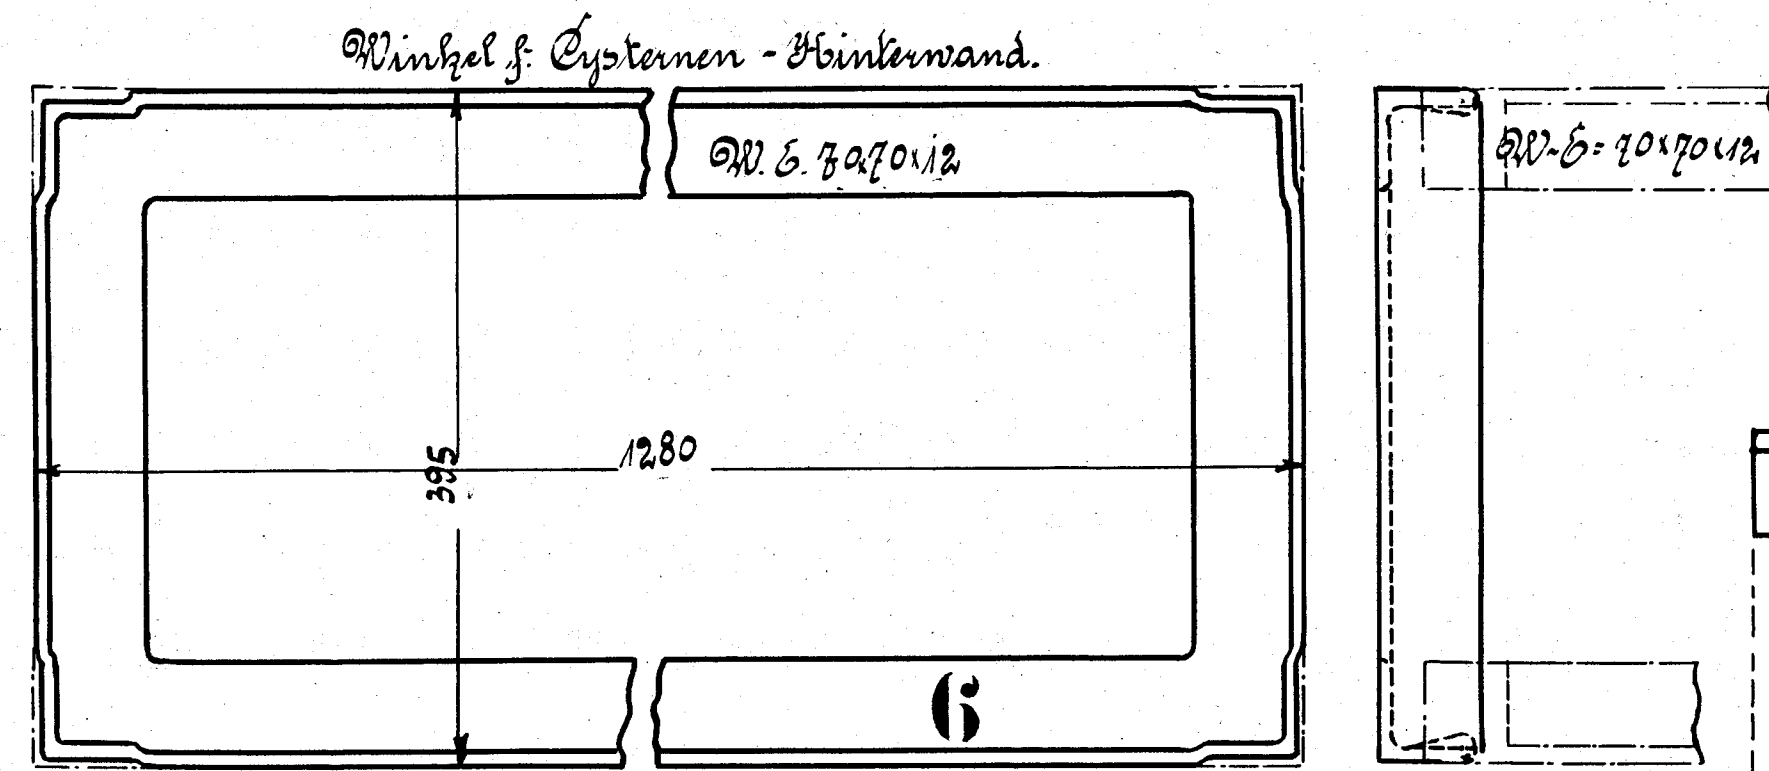 Winkel f. Cysternen - Hinterwand.
W. E. 70x70x12
W-E= 70x70x12
1280
395
6